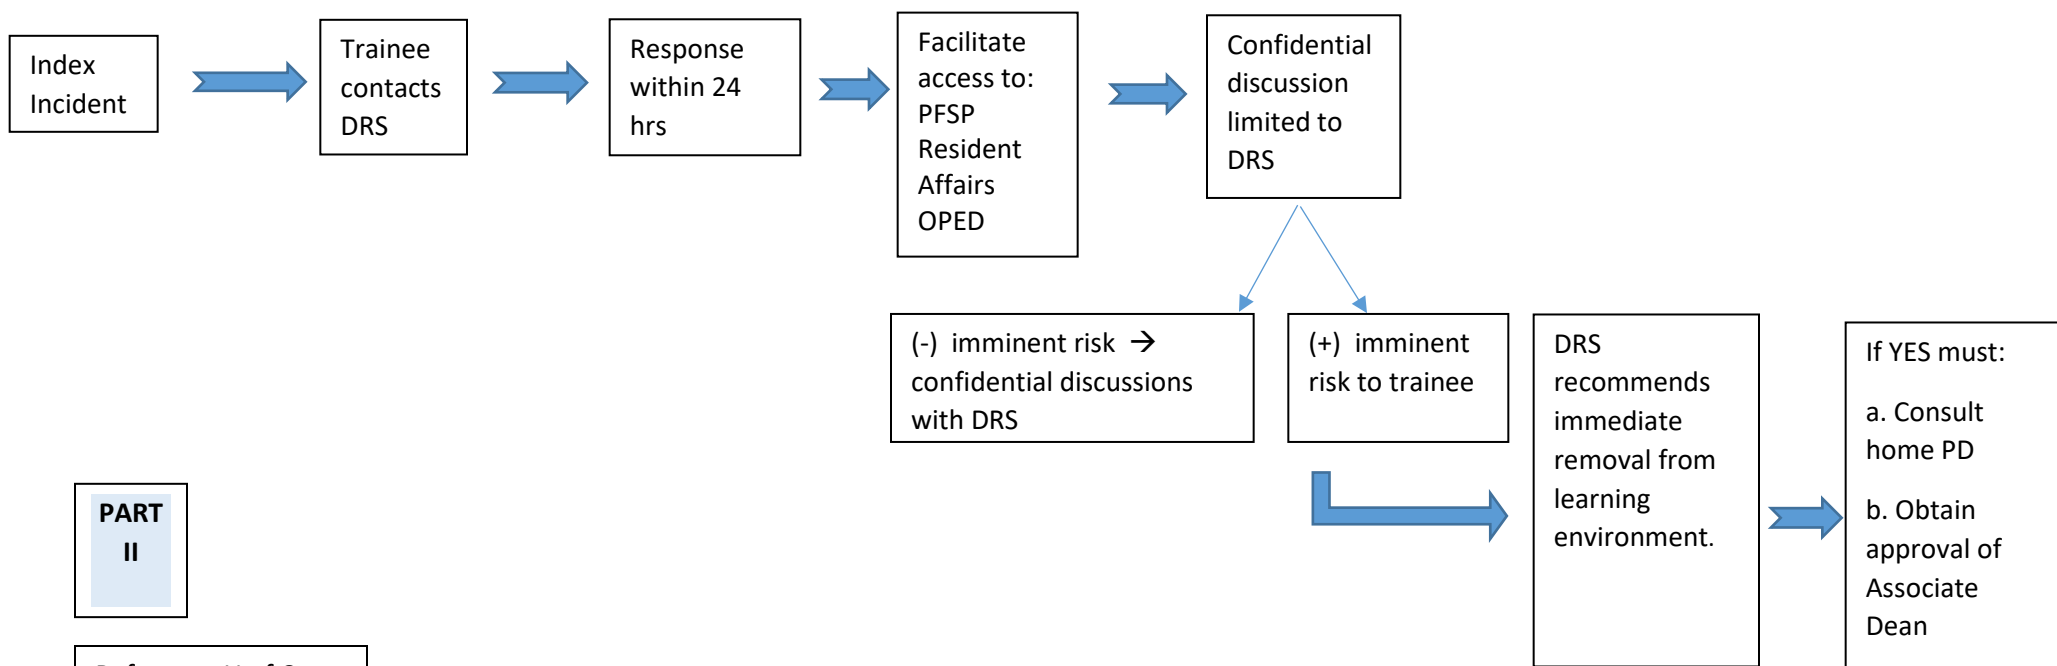 Index
Incident
Trainee
contacts
DRS
Response
within 24
hrs
Facilitate
access to:
PFSP
Resident
Affairs
OPED
Confidential
discussion
limited to
DRS
(-) imminent risk →
confidential discussions
with DRS
(+) imminent
risk to trainee
DRS
recommends
immediate
removal from
learning
environment.
If YES must:
a. Consult
home PD
b. Obtain
approval of
Associate
Dean
PART
II